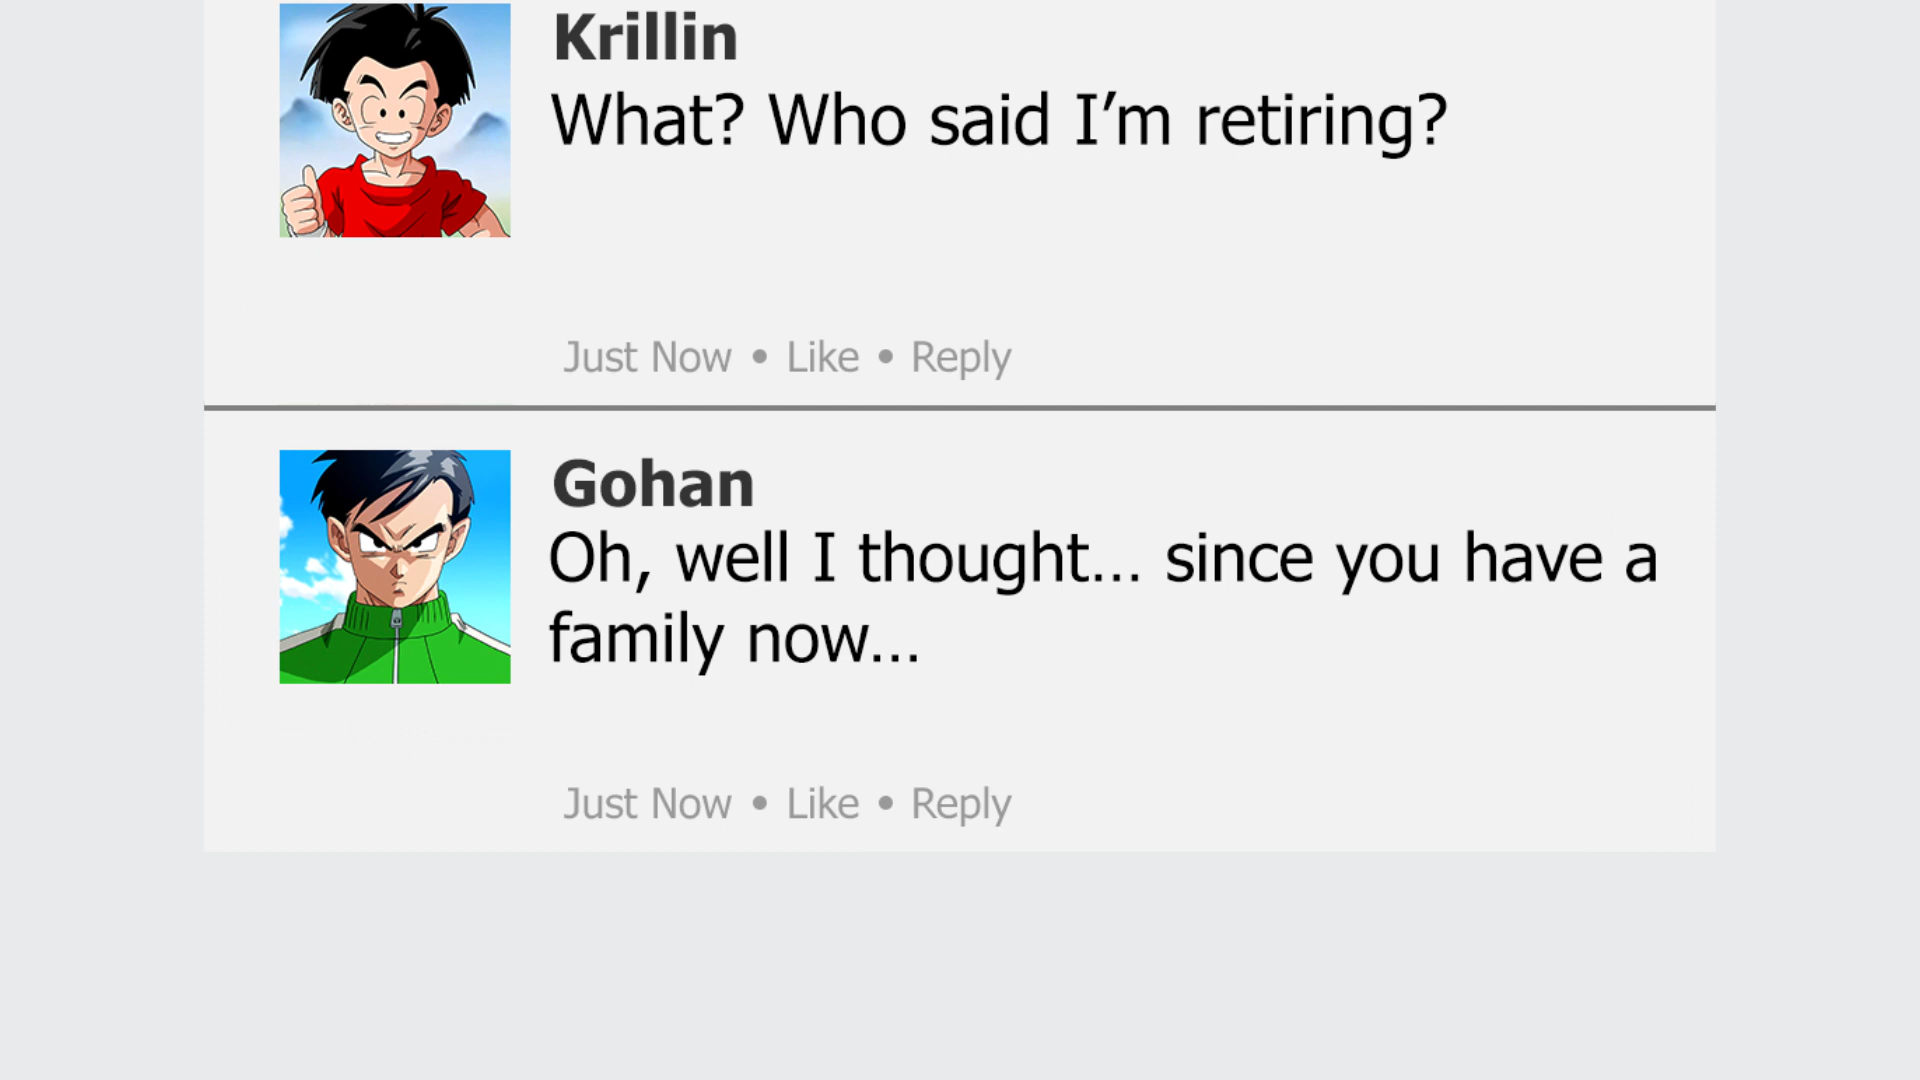 Krillin
What? Who said I’m retiring?
Just Now • Like • Reply
Gohan
Oh, well I thought... since you have a
family now...
Just Now • Like • Reply